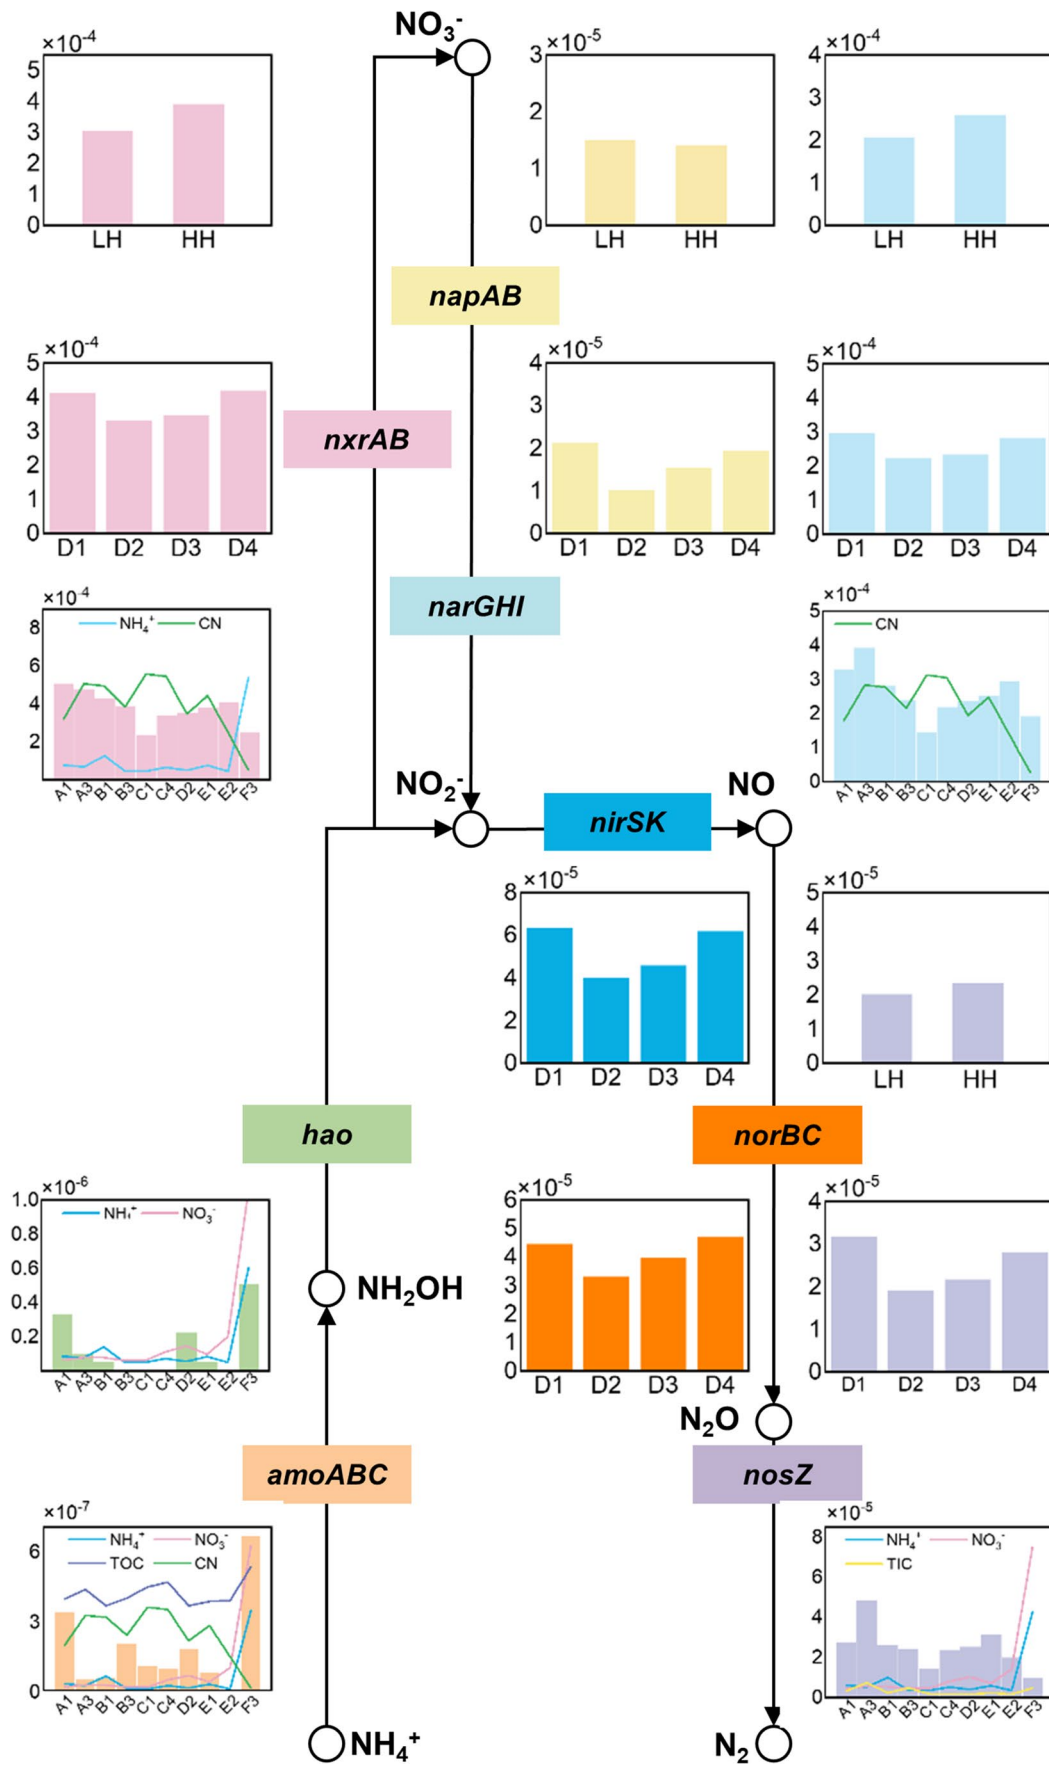 NO₃⁻
×10⁻⁴
5
4
3
2
1
0
LH HH
3 ×10⁻⁵
2
1
0
LH HH
4 ×10⁻⁴
3
2
1
0
LH HH
napAB
5 ×10⁻⁴
4
3
2
1
0
D1 D2 D3 D4
nxrAB
4 ×10⁻⁵
3
2
1
0
D1 D2 D3 D4
5 ×10⁻⁴
4
3
2
1
0
D1 D2 D3 D4
narGHI
×10⁻⁴
8
6
4
2
NH₄⁺ CN
A1 A3 B1 B3 C1 C4 D2 E1 E2 F3
5 ×10⁻⁴
4
3
2
1
0
CN
A1 A3 B1 B3 C1 C4 D2 E1 E2 F3
NO₂⁻
nirSK
NO
8 ×10⁻⁵
6
4
2
0
D1 D2 D3 D4
5 ×10⁻⁵
4
3
2
1
0
LH HH
hao
norBC
1.0 ×10⁻⁶
0.8
0.6
0.4
0.2
NH₄⁺ NO₃⁻
A1 A3 B1 B3 C1 C4 D2 E1 E2 F3
NH₂OH
6 ×10⁻⁵
5
4
3
2
1
0
D1 D2 D3 D4
4 ×10⁻⁵
3
2
1
0
D1 D2 D3 D4
N₂O
amoABC
nosZ
×10⁻⁷
6
3
0
NH₄⁺ NO₃⁻
TOC CN
A1 A3 B1 B3 C1 C4 D2 E1 E2 F3
8 ×10⁻⁵
6
4
2
0
NH₄⁺ NO₃⁻
TIC
A1 A3 B1 B3 C1 C4 D2 E1 E2 F3
NH₄⁺
N₂